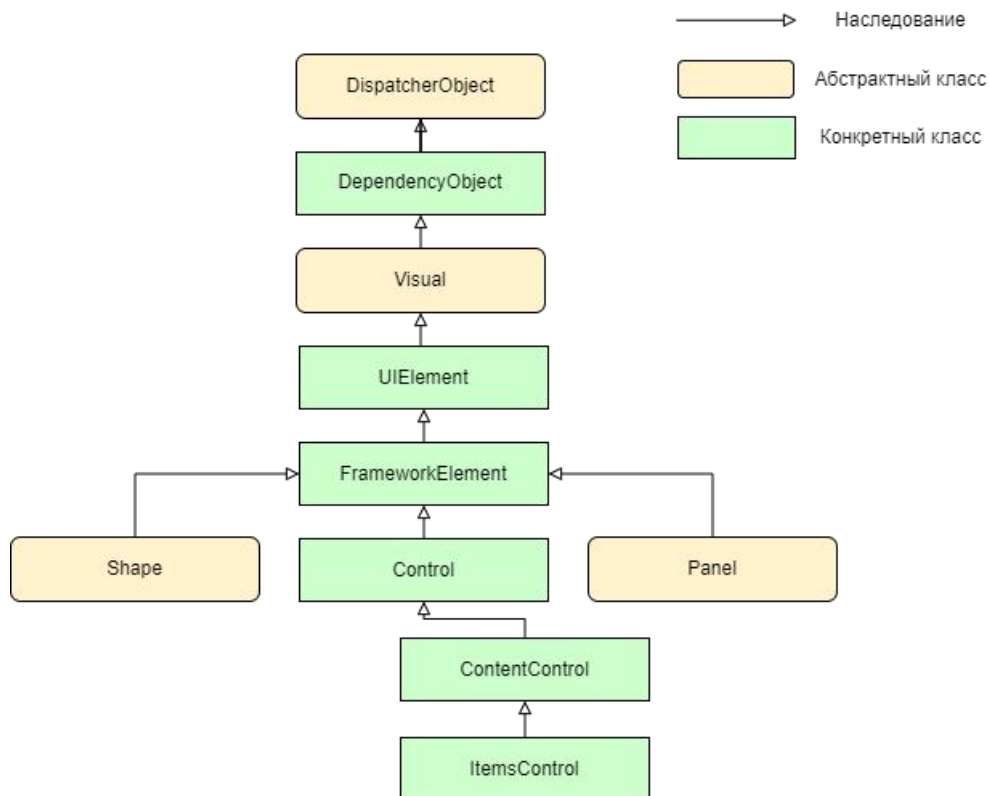 Наследование
DispatcherObject
Абстрактный класс
Конкретный класс
DependencyObject
Visual
UIElement
FrameworkElement
Shape
Control
Panel
ContentControl
ItemsControl